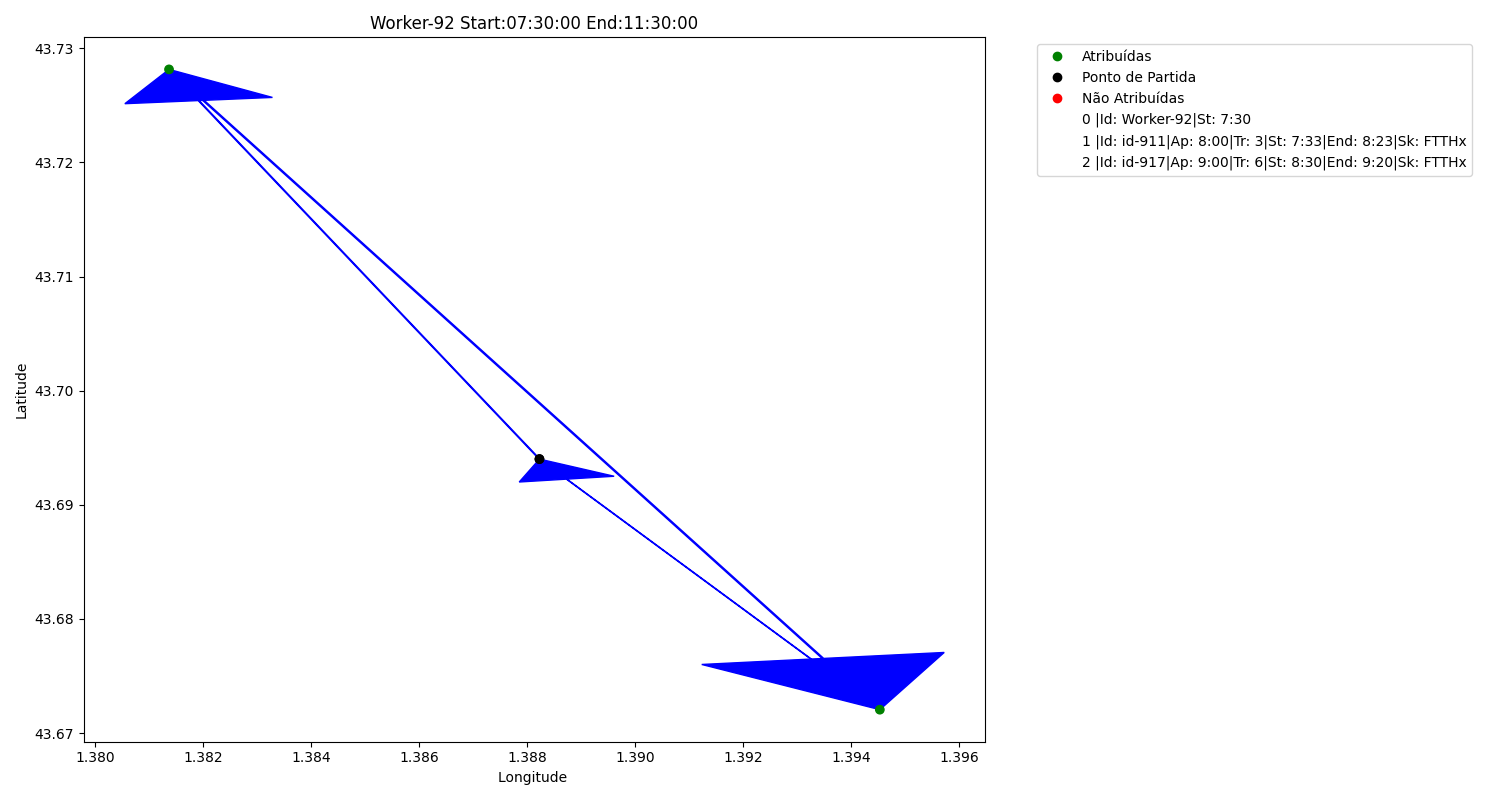 Worker-92 Start:07:30:00 End:11:30:00
43.73
43.72
43.71
43.70
43.69
43.68
43.67
Latitude
1.380
1.382
1.384
1.386
1.388
1.390
1.392
1.394
1.396
Longitude
Atribuídas
Ponto de Partida
Não Atribuídas
0 |Id: Worker-92|St: 7:30
1 |Id: id-911|Ap: 8:00|Tr: 3|St: 7:33|End: 8:23|Sk: FTTHx
2 |Id: id-917|Ap: 9:00|Tr: 6|St: 8:30|End: 9:20|Sk: FTTHx